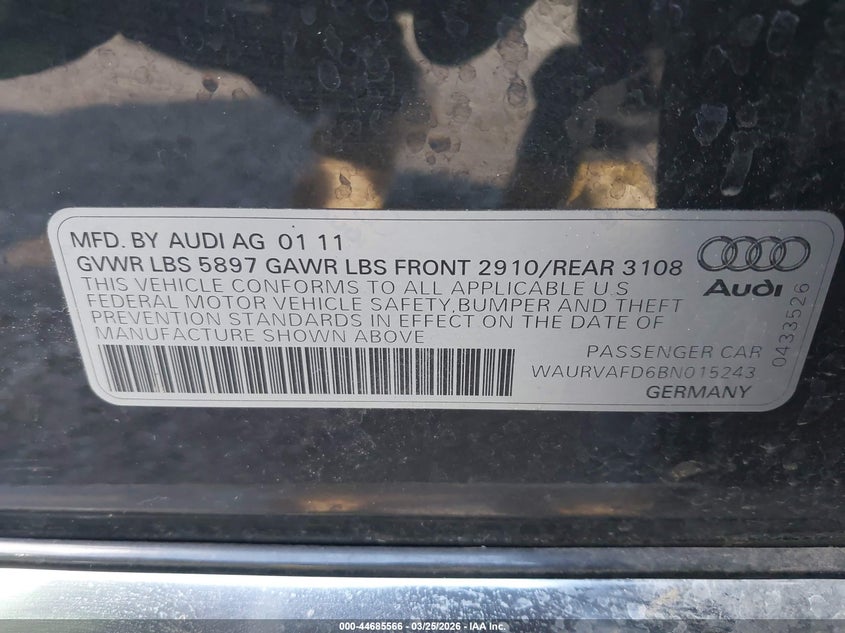 MFD. BY AUDI AG 01 11
GVWR LBS 5897 GAWR LBS FRONT 2910/REAR 3108
THIS VEHICLE CONFORMS TO ALL APPLICABLE U S
FEDERAL MOTOR VEHICLE SAFETY,BUMPER AND THEFT
PREVENTION STANDARDS IN EFFECT ON THE DATE OF
MANUFACTURE SHOWN ABOVE
Audi
0433526
PASSENGER CAR
WAURVAFD6BN015243
GERMANY
000-44685566 - 03/25/2026 - IAA Inc.